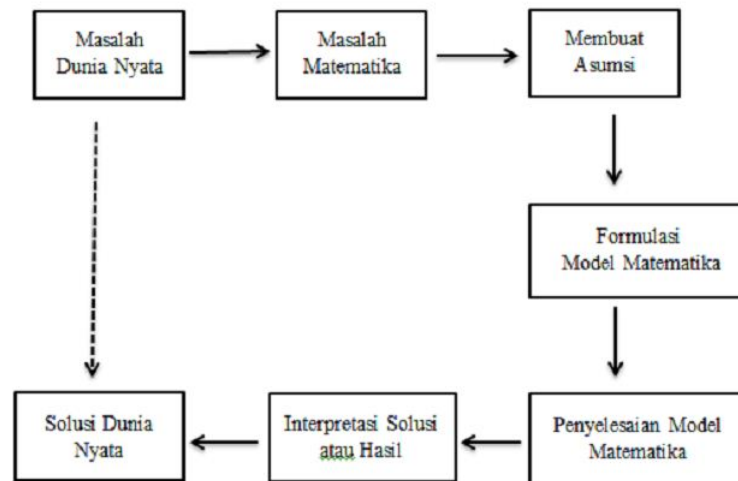 Masalah
Dunia Nyata
Masalah
Matematika
Membuat
Asumsi
Formulasi
Model Matematika
Penyelesaian Model
Matematika
Interpretasi Solusi
atau Hasil
Solusi Dunia
Nyata